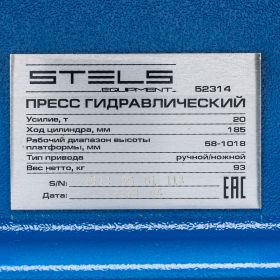 STELS
EQUIPMENT 52314
ПРЕСС ГИДРАВЛИЧЕСКИЙ
Усилие, т 20
Ход цилиндра, мм 185
Рабочий диапазон высоты
платформы, мм 58-1018
Тип привода ручной/ножной
Вес нетто, кг 93
S/N:
Дата:
EAC